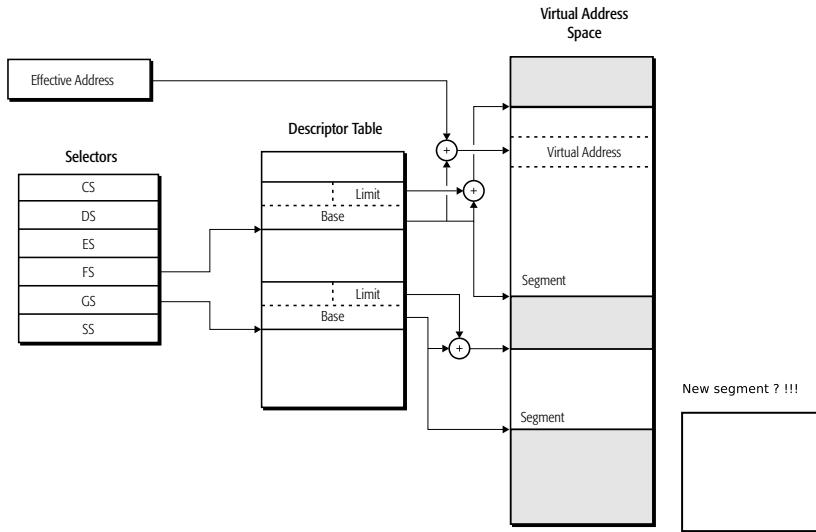 Virtual Address
Space
Effective Address
Descriptor Table
Selectors
CS
DS
ES
FS
GS
SS
+
+
Limit
Base
Limit
Base
+
Virtual Address
Segment
Segment
New segment ? !!!